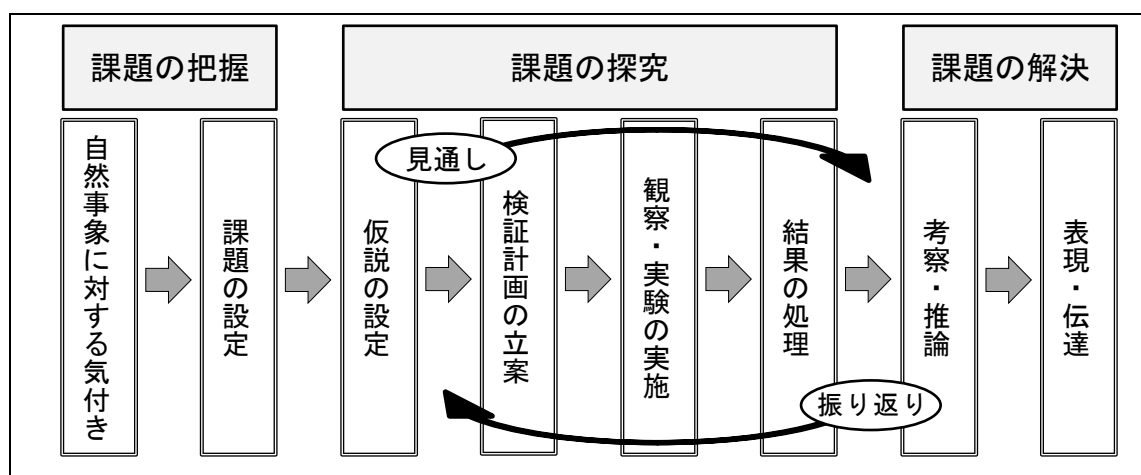 課題の把握
課題の探究
課題の解決
自然事象に対する気付き
課題の設定
仮説の設定
見通し
検証計画の立案
観察・実験の実施
結果の処理
考察・推論
振り返り
表現・伝達